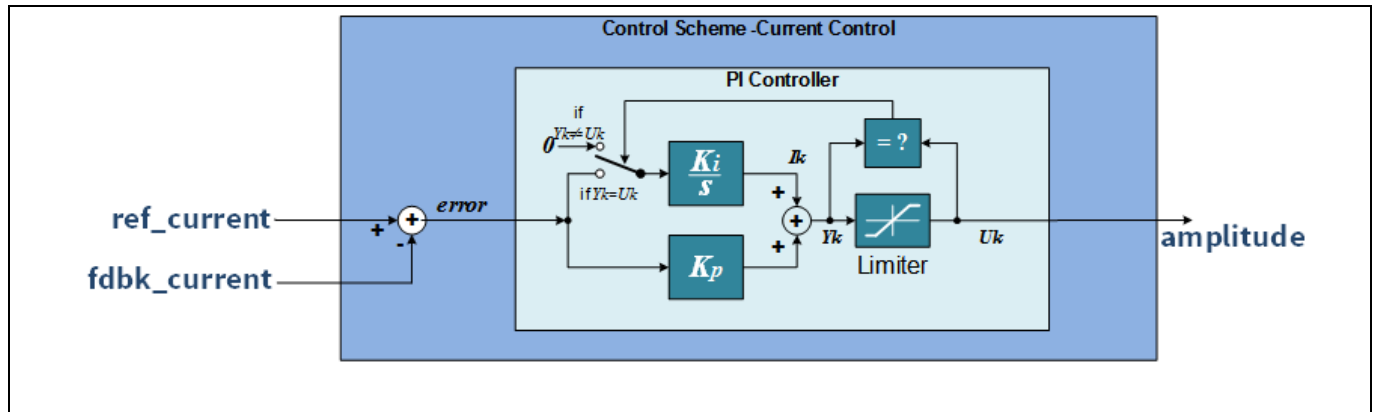 Control Scheme -Current Control
PI Controller
if
Yk≠Uk
0
= ?
Ki
s
Ik
if Yk=Uk
ref_current
error
+
+
-
+
+
+
Yk
Uk
amplitude
fdbk_current
Kp
Limiter